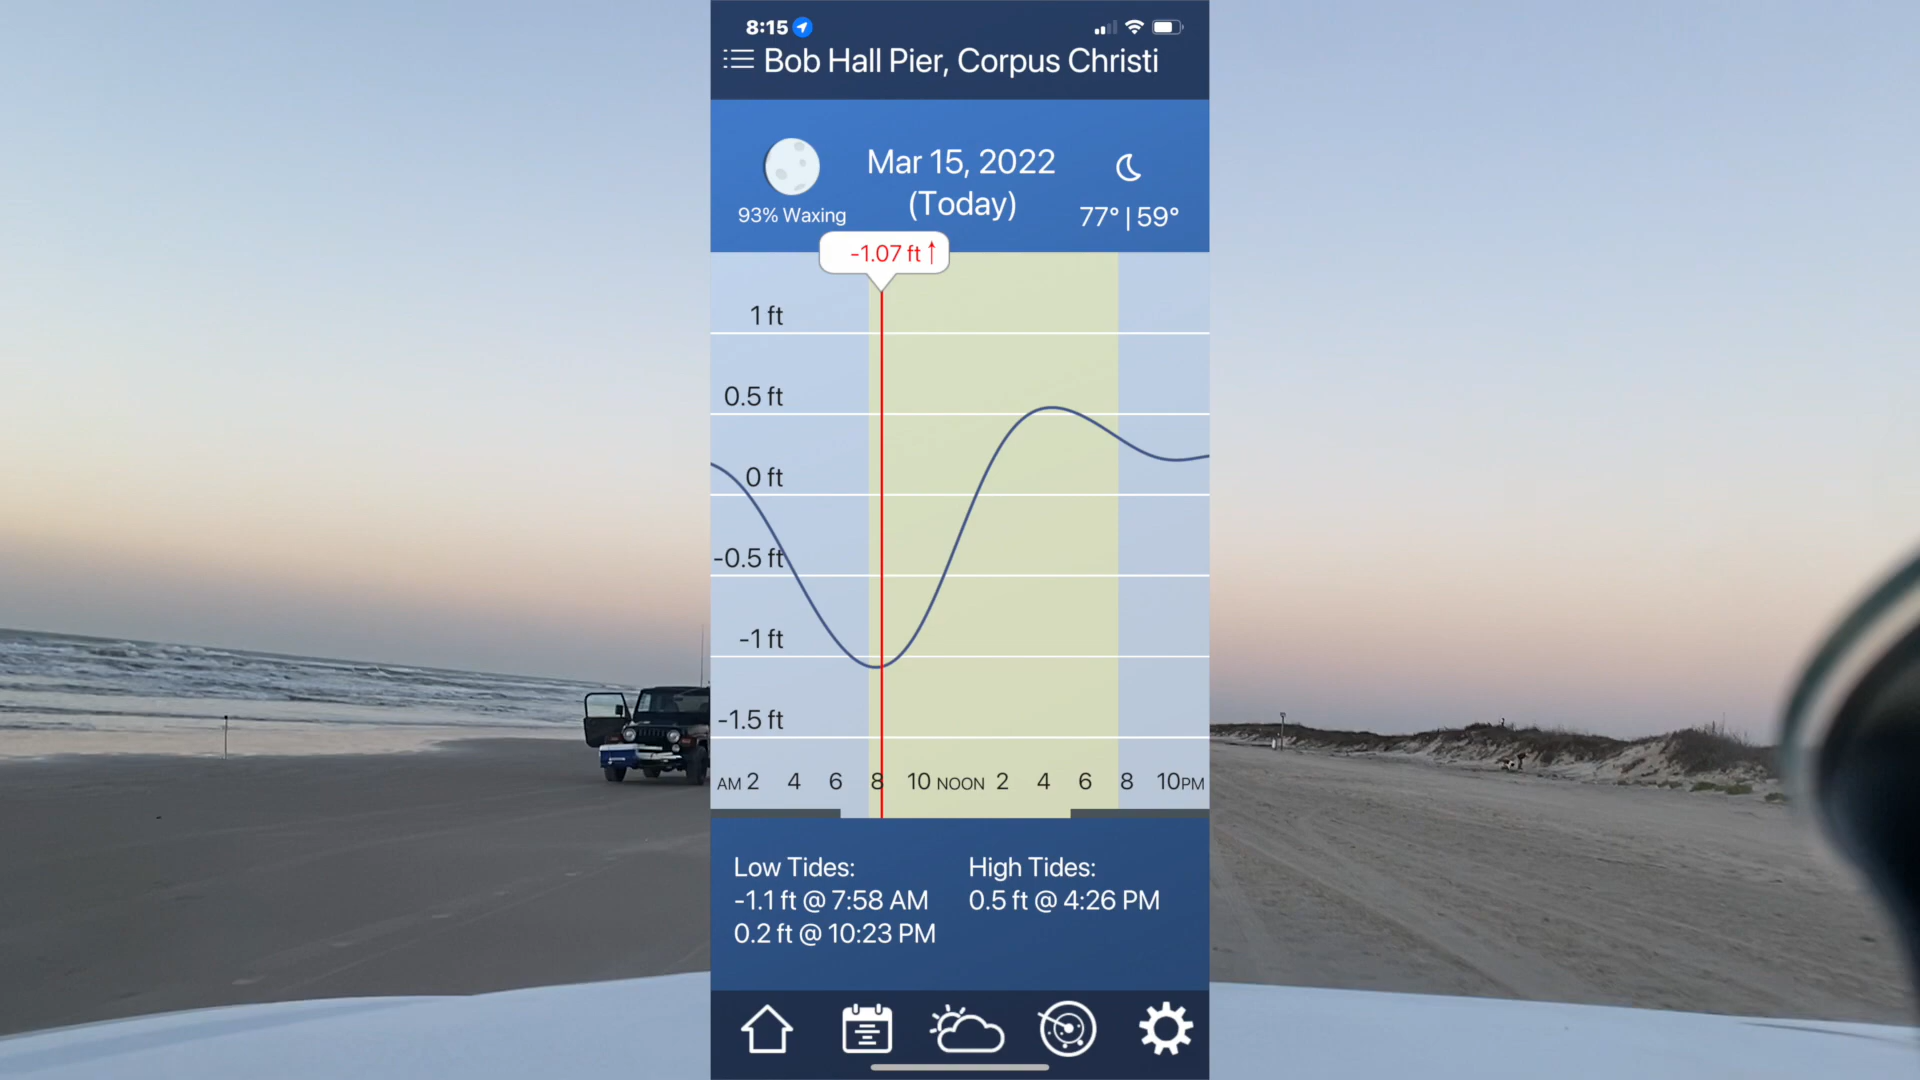 8:15
Bob Hall Pier, Corpus Christi
Mar 15, 2022
(Today)
93% Waxing
77° | 59°
-1.07 ft ↑
1 ft
0.5 ft
0 ft
-0.5 ft
-1 ft
-1.5 ft
AM 2 4 6 8 10 NOON 2 4 6 8 10PM
Low Tides:
-1.1 ft @ 7:58 AM
0.2 ft @ 10:23 PM
High Tides:
0.5 ft @ 4:26 PM